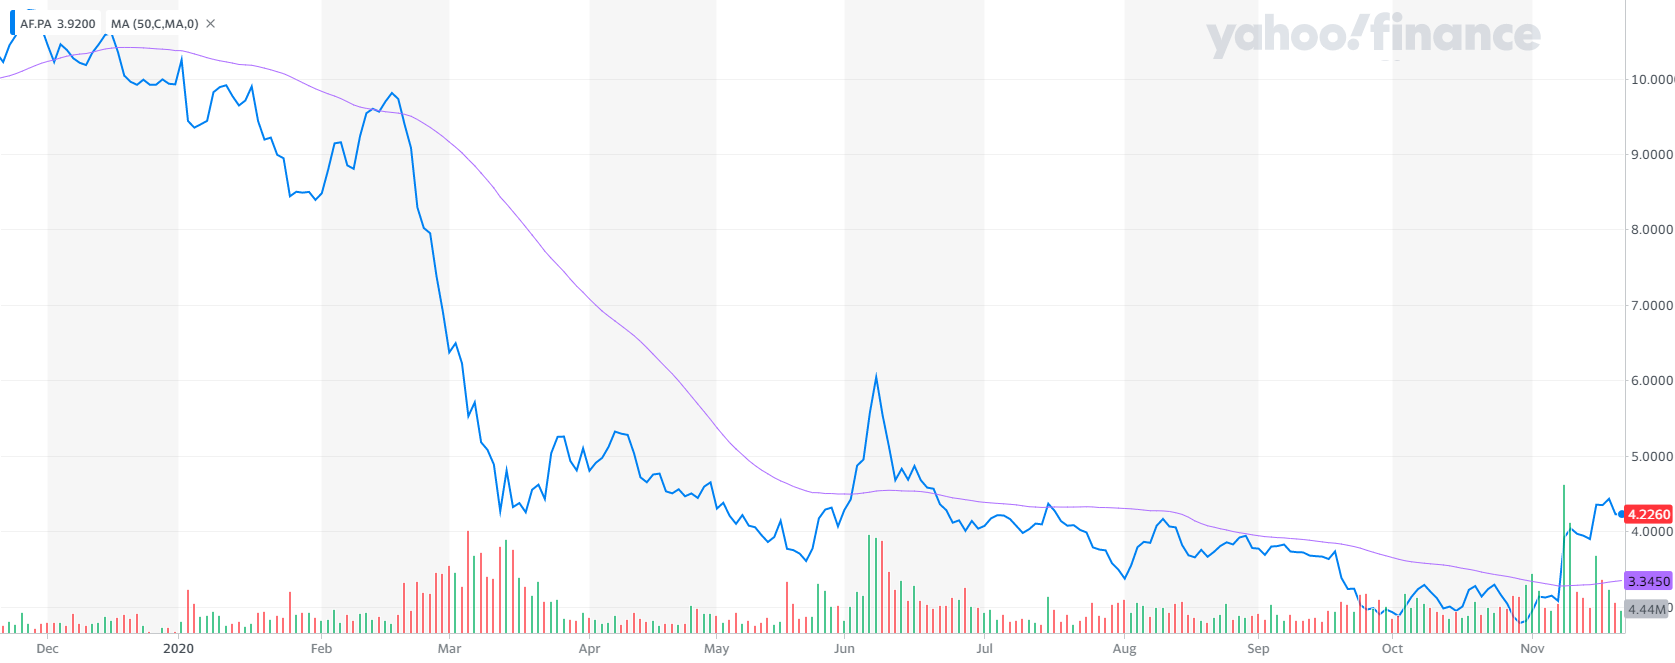 AF.PA 3.9200 MA (50,C,MA,0) ×
yahoo!finance
10.0000
9.0000
8.0000
7.0000
6.0000
5.0000
4.2260
4.0000
3.3450
4.44M
Dec 2020 Feb Mar Apr May Jun Jul Aug Sep Oct Nov